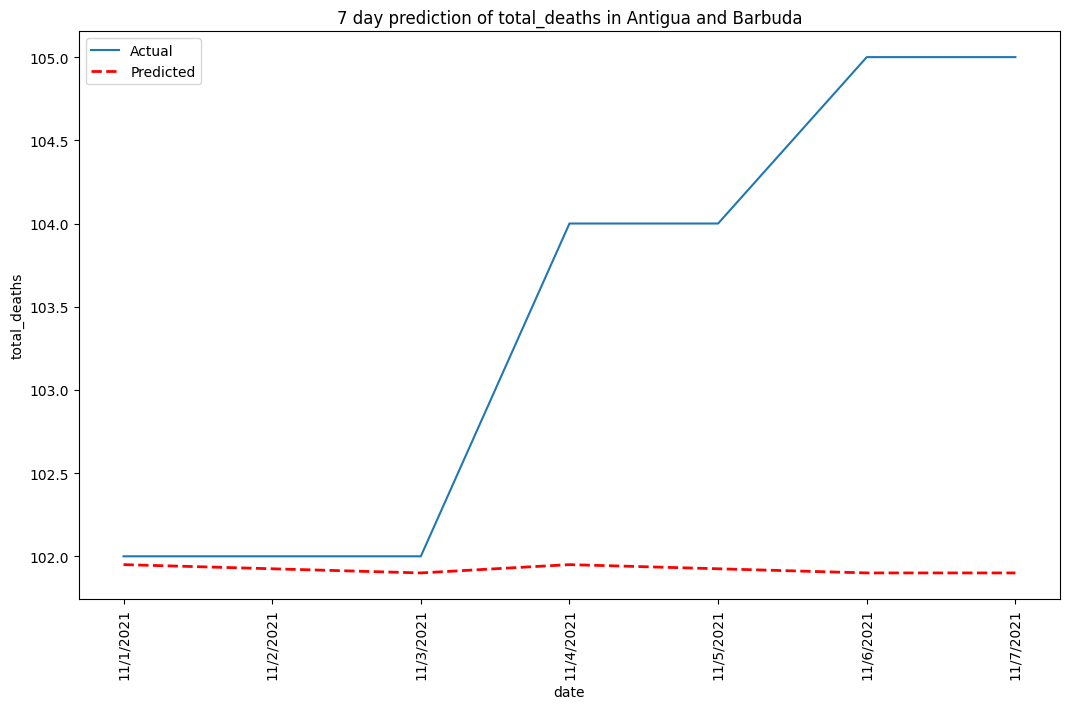 7 day prediction of total_deaths in Antigua and Barbuda
Actual
Predicted
105.0
104.5
104.0
103.5
103.0
102.5
102.0
total_deaths
11/1/2021
11/2/2021
11/3/2021
11/4/2021
11/5/2021
11/6/2021
11/7/2021
date